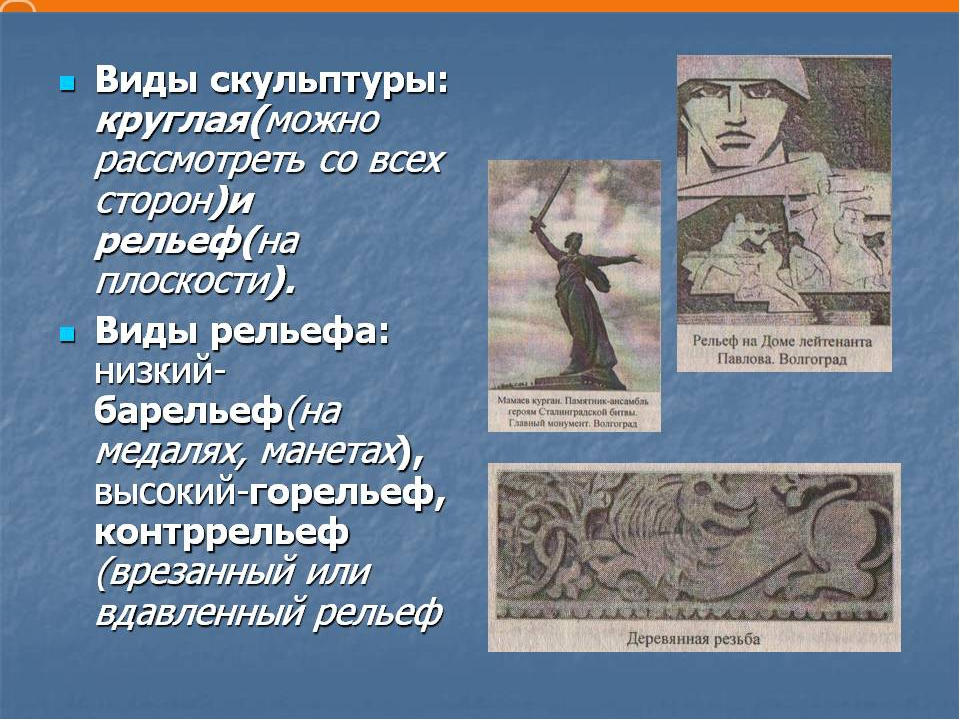 Виды скульптуры:
круглая(можно
рассмотреть со всех
сторон)и
рельеф(на
плоскости).
Виды рельефа:
низкий-
барельеф(на
медалях, манетах),
высокий-горельеф,
контррельеф
(врезанный или
вдавленный рельеф
Рельеф на Доме лейтенанта
Павлова. Волгоград
Мамаев курган. Памятник-ансамбль
героям Сталинградской битвы.
Главный монумент. Волгоград
Деревянная резьба